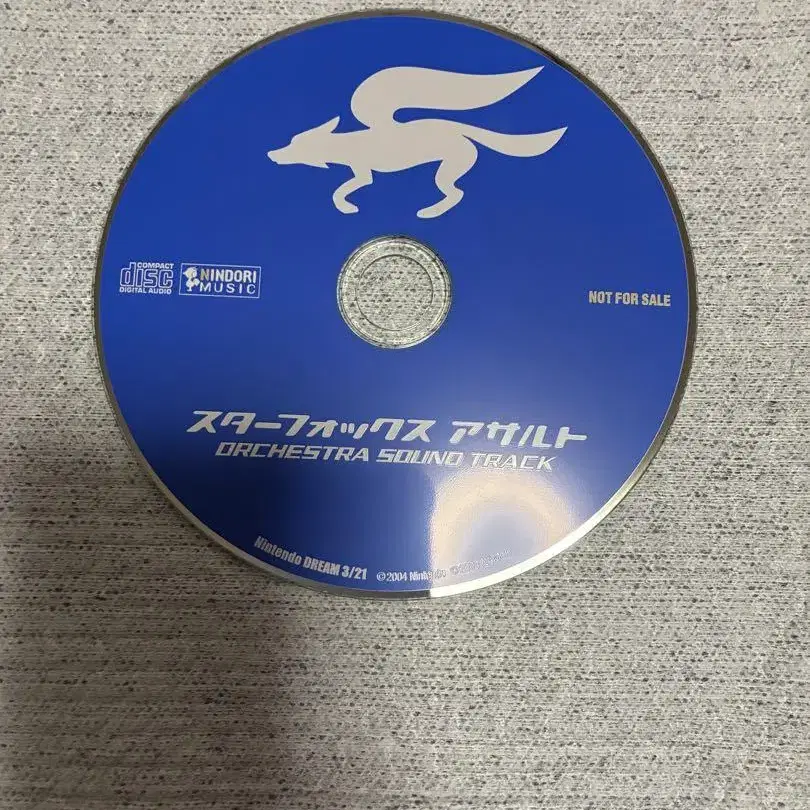 COMPACT
disc
DIGITAL AUDIO
NINDORI
MUSIC
NOT FOR SALE
スターフォックス アサルト
ORCHESTRA SOUND TRACK
Nintendo DREAM 3/21 ©2004 Nintendo